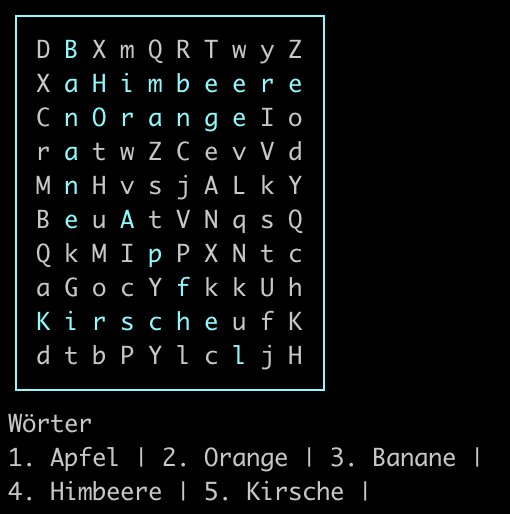 D B X m Q R T w y Z
X a H i m b e e r e
C n O r a n g e I o
r a t w Z C e v V d
M n H v s j A L k Y
B e u A t V N q s Q
Q k M I p P X N t c
a G o c Y f k k U h
K i r s c h e u f K
d t b P Y l c l j H
Wörter
1. Apfel | 2. Orange | 3. Banane |
4. Himbeere | 5. Kirsche |